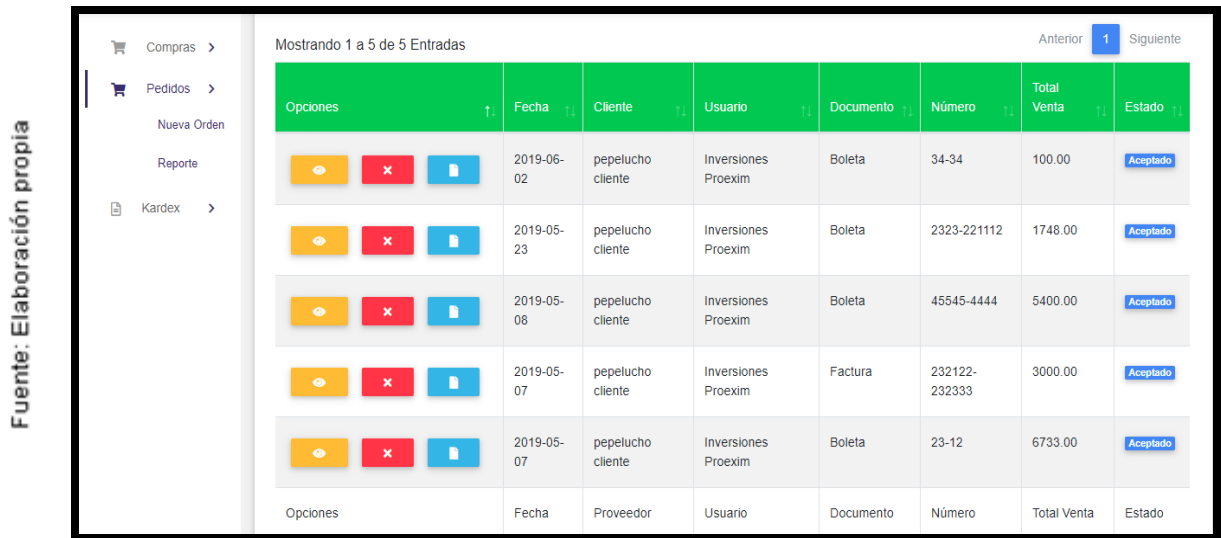 Fuente: Elaboración propia
Compras
Pedidos
Nueva Orden
Reporte
Kardex
Mostrando 1 a 5 de 5 Entradas
Anterior 1 Siguiente
Opciones Fecha Cliente Usuario Documento Número Total Venta Estado
2019-06-02 pepelucho cliente Inversiones Proexim Boleta 34-34 100.00 Aceptado
2019-05-23 pepelucho cliente Inversiones Proexim Boleta 2323-221112 1748.00 Aceptado
2019-05-08 pepelucho cliente Inversiones Proexim Boleta 45545-4444 5400.00 Aceptado
2019-05-07 pepelucho cliente Inversiones Proexim Factura 232122-232333 3000.00 Aceptado
2019-05-07 pepelucho cliente Inversiones Proexim Boleta 23-12 6733.00 Aceptado
Opciones Fecha Proveedor Usuario Documento Número Total Venta Estado